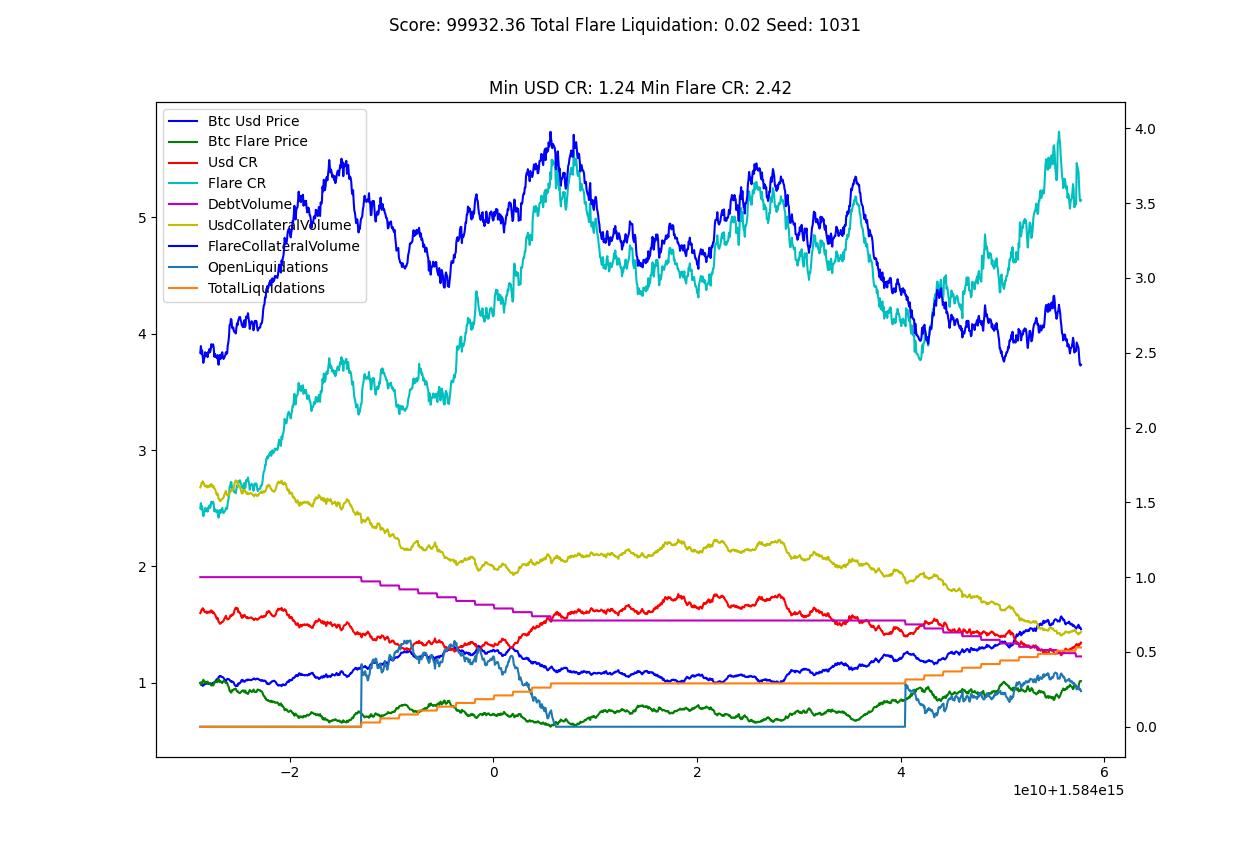 Score: 99932.36 Total Flare Liquidation: 0.02 Seed: 1031
Min USD CR: 1.24 Min Flare CR: 2.42
Btc Usd Price
Btc Flare Price
Usd CR
Flare CR
DebtVolume
UsdCollateralVolume
FlareCollateralVolume
OpenLiquidations
TotalLiquidations
5
4
3
2
1
4.0
3.5
3.0
2.5
2.0
1.5
1.0
0.5
0.0
−2 0 2 4 6
1e10+1.584e15